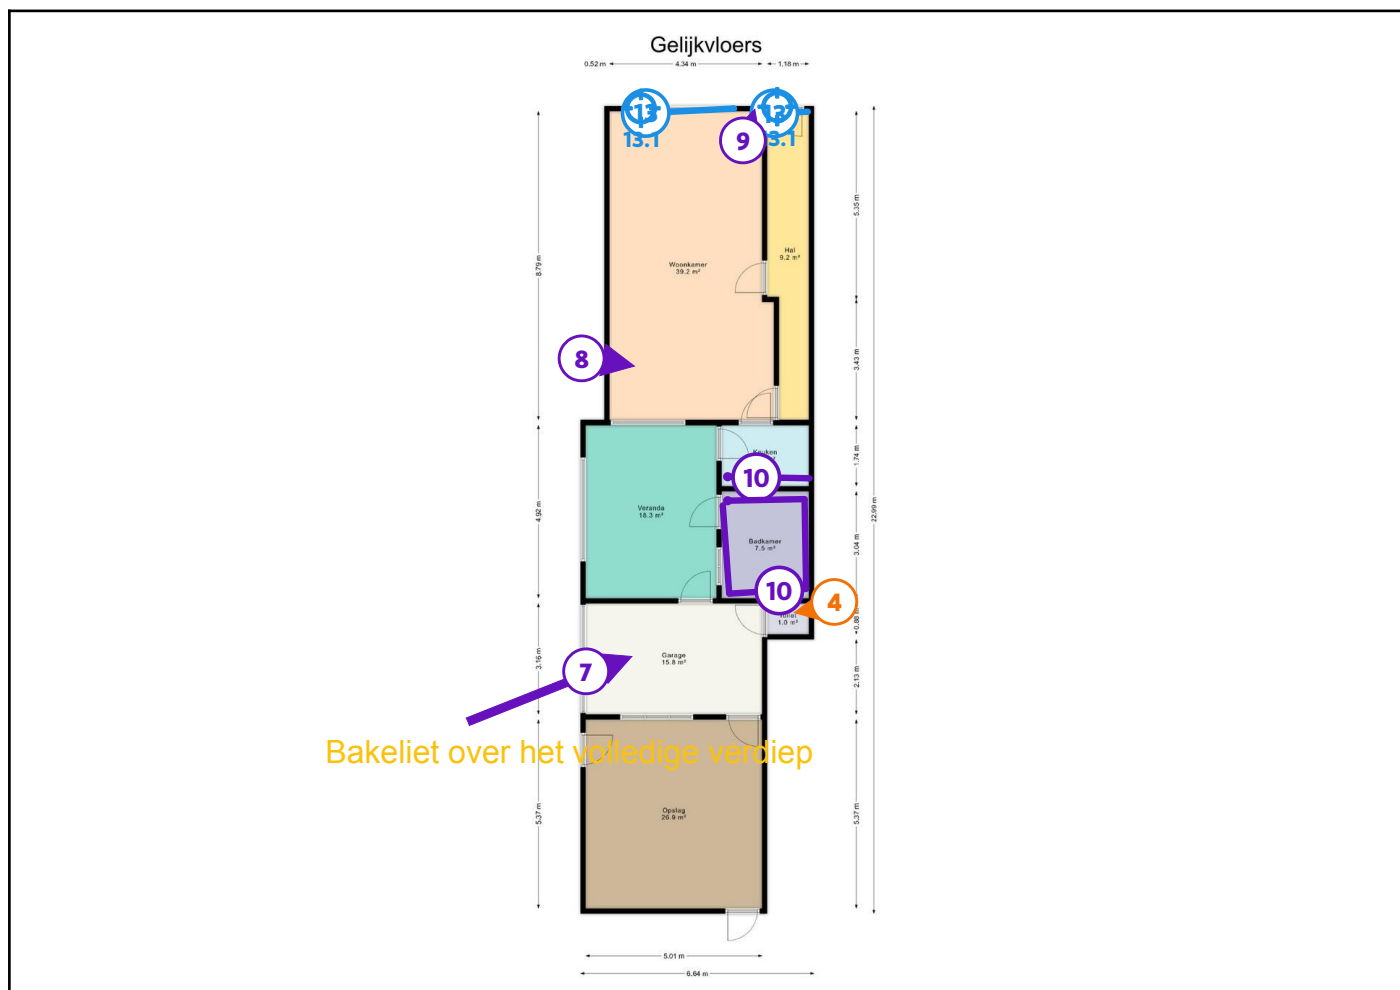 Gelijkvloers
0.52 m
4.34 m
1.18 m
13
13
13.1
9
Hal
9.2 m²
Woonkamer
39.2 m²
8.79 m
5.35 m
8
3.43 m
Keuken
10
1.74 m
Veranda
18.3 m²
4.92 m
Badkamer
7.5 m²
3.04 m
22.99 m
10
4
1.0 m²
0.88 m
Garage
15.8 m²
3.16 m
7
2.13 m
Bakeliet over het volledige verdiep
Opslag
26.9 m²
5.37 m
5.37 m
5.01 m
6.64 m